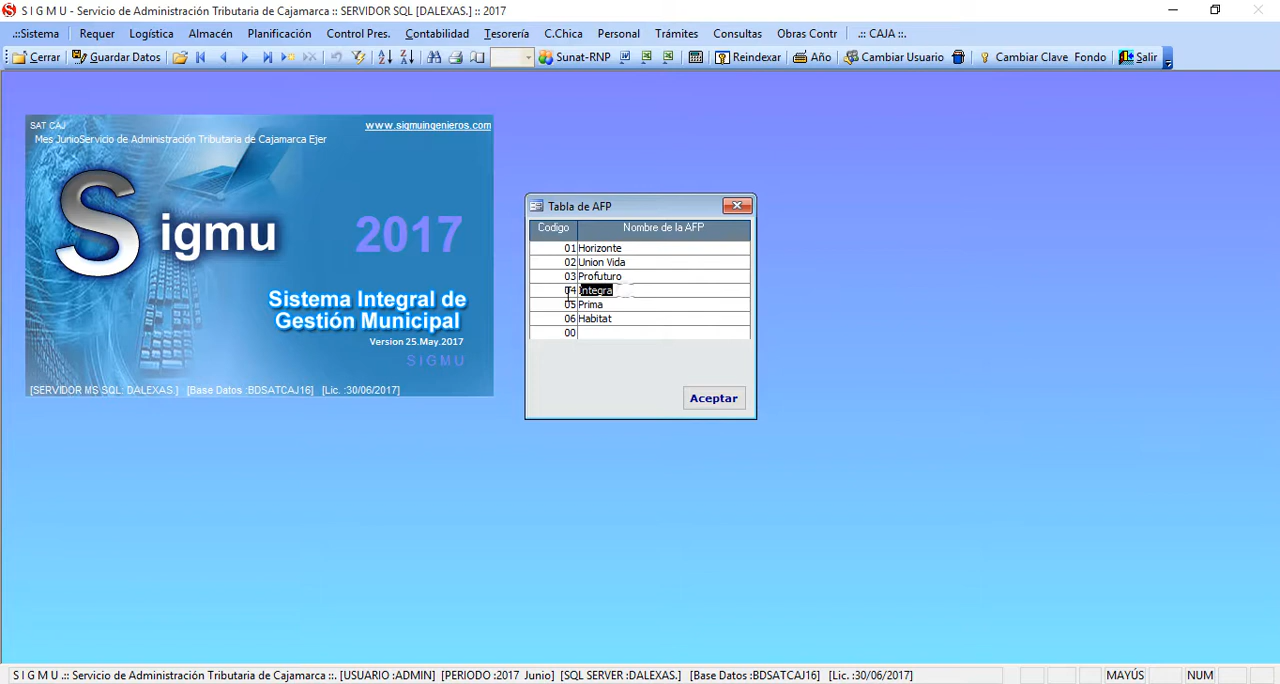 S I G M U - Servicio de Administración Tributaria de Cajamarca :: SERVIDOR SQL [DALEXAS.] :: 2017
.::Sistema Requer Logística Almacén Planificación Control Pres. Contabilidad Tesorería C.Chica Personal Trámites Consultas Obras Contr .:: CAJA ::.
Cerrar Guardar Datos Sunat-RNP Reindexar Año Cambiar Usuario Cambiar Clave Fondo Salir
SAT CAJ www.sigmuingenieros.com
Mes JunioServicio de Administración Tributaria de Cajamarca Ejer
Sigmu 2017
Sistema Integral de
Gestión Municipal
Version 25.May.2017
S I G M U
[SERVIDOR MS SQL: DALEXAS ] [Base Datos :BDSATCAJ16] [Lic. :30/06/2017]
Tabla de AFP
Codigo Nombre de la AFP
01 Horizonte
02 Union Vida
03 Profuturo
04 Integra
05 Prima
06 Habitat
00
Aceptar
S I G M U .:: Servicio de Administración Tributaria de Cajamarca ::. [USUARIO :ADMIN] [PERIODO :2017 Junio] [SQL SERVER :DALEXAS.] [Base Datos :BDSATCAJ16] [Lic. :30/06/2017] MAYÚS NUM